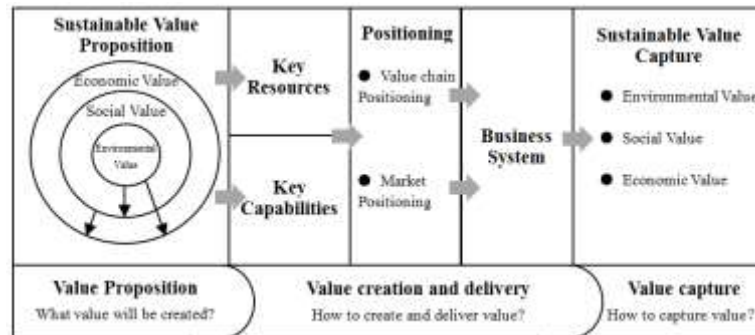 Sustainable Value
Proposition
Economic Value
Social Value
Environmental
Value
Key
Resources
Key
Capabilities
Positioning
● Value chain
Positioning
● Market
Positioning
Business
System
Sustainable Value
Capture
● Environmental Value
● Social Value
● Economic Value
Value Proposition
What value will be created?
Value creation and delivery
How to create and deliver value?
Value capture
How to capture value?